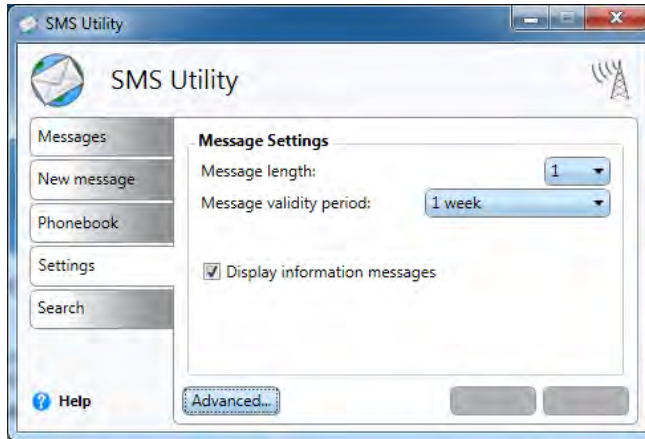 SMS Utility
SMS Utility
Messages
New message
Phonebook
Settings
Search
Help
Message Settings
Message length:
1
Message validity period:
1 week
Display information messages
Advanced...